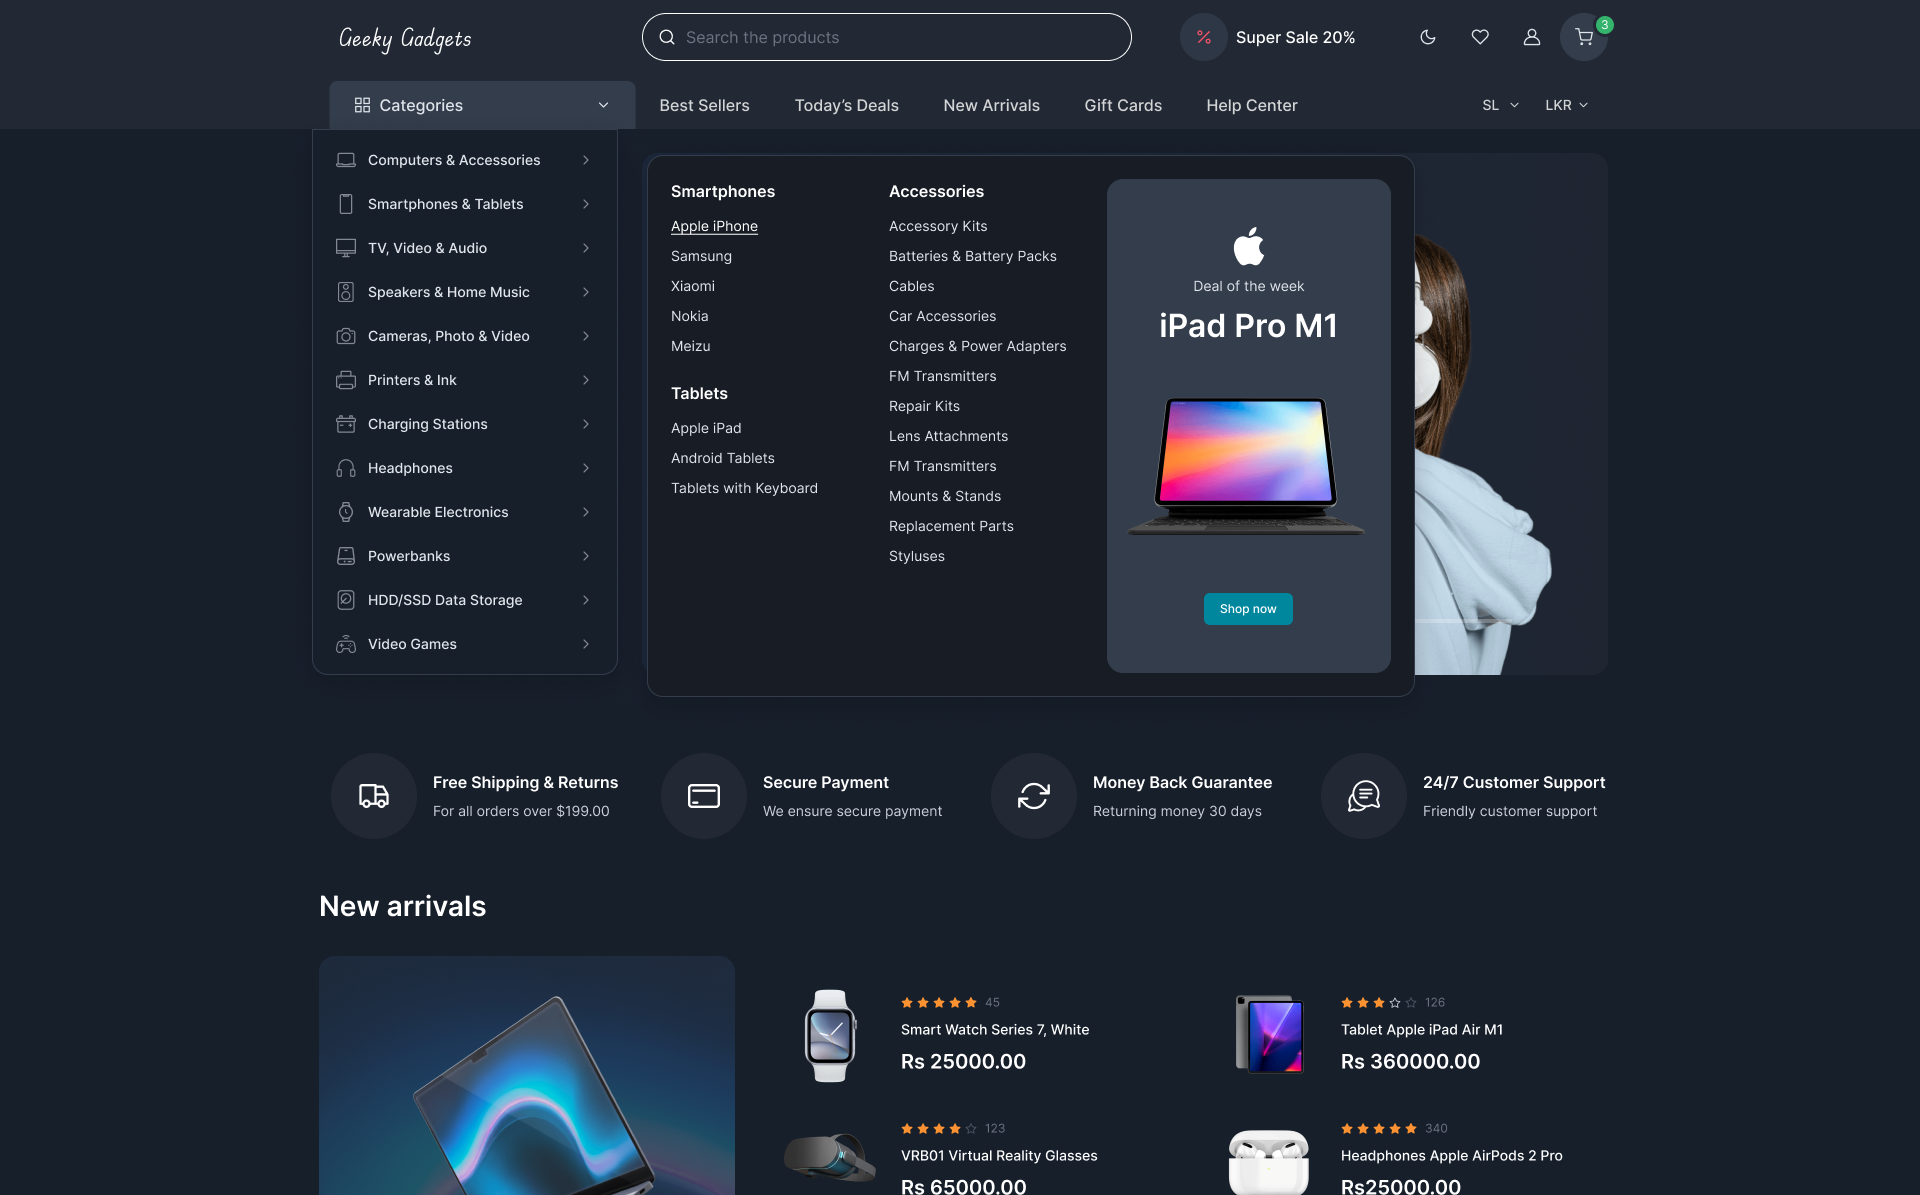 Geeky Gadgets
Search the products
Super Sale 20%
3
Categories
Best Sellers
Today’s Deals
New Arrivals
Gift Cards
Help Center
SL
LKR
Computers & Accessories
Smartphones & Tablets
TV, Video & Audio
Speakers & Home Music
Cameras, Photo & Video
Printers & Ink
Charging Stations
Headphones
Wearable Electronics
Powerbanks
HDD/SSD Data Storage
Video Games
Smartphones
Apple iPhone
Samsung
Xiaomi
Nokia
Meizu
Tablets
Apple iPad
Android Tablets
Tablets with Keyboard
Accessories
Accessory Kits
Batteries & Battery Packs
Cables
Car Accessories
Charges & Power Adapters
FM Transmitters
Repair Kits
Lens Attachments
FM Transmitters
Mounts & Stands
Replacement Parts
Styluses
Deal of the week
iPad Pro M1
Shop now
Free Shipping & Returns
For all orders over $199.00
Secure Payment
We ensure secure payment
Money Back Guarantee
Returning money 30 days
24/7 Customer Support
Friendly customer support
New arrivals
45
Smart Watch Series 7, White
Rs 25000.00
126
Tablet Apple iPad Air M1
Rs 360000.00
123
VRB01 Virtual Reality Glasses
Rs 65000.00
340
Headphones Apple AirPods 2 Pro
Rs25000.00